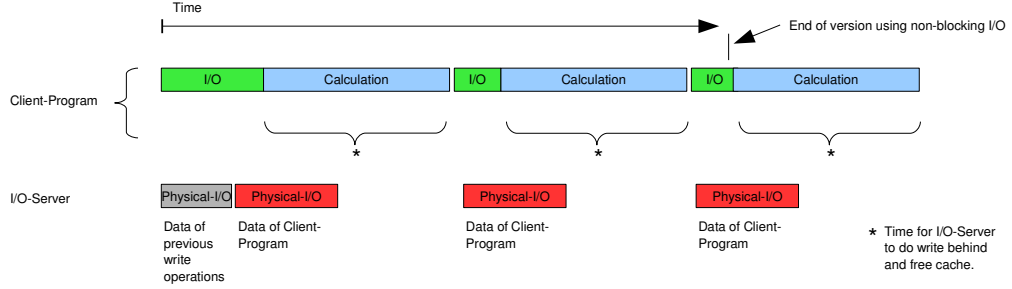 Time
End of version using non-blocking I/O
I/O
Calculation
I/O
Calculation
I/O
Calculation
Client-Program
*
*
*
I/O-Server
Physical-I/O
Physical-I/O
Physical-I/O
Physical-I/O
Data of
previous
write
operations
Data of Client-
Program
Data of Client-
Program
Data of Client-
Program
* Time for I/O-Server
to do write behind
and free cache.